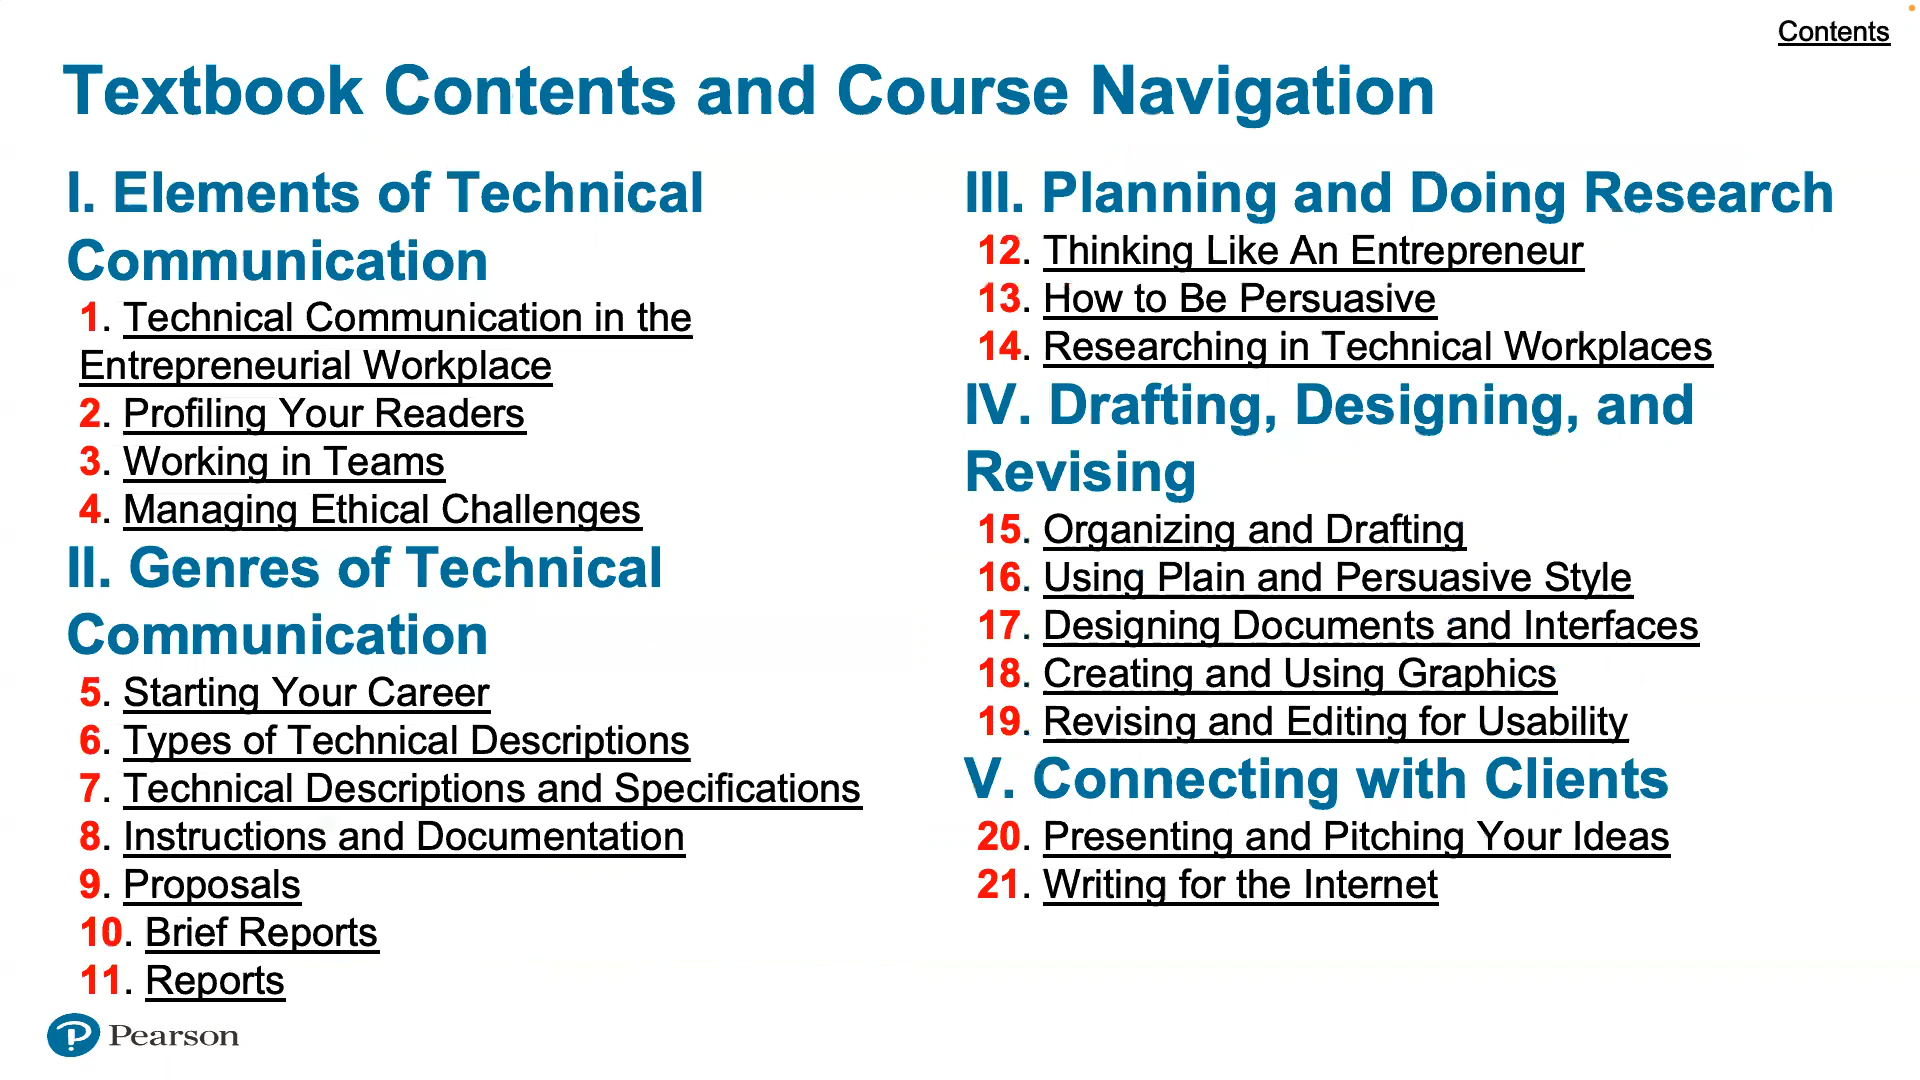 Contents
Textbook Contents and Course Navigation
I. Elements of Technical
Communication
1. Technical Communication in the
Entrepreneurial Workplace
2. Profiling Your Readers
3. Working in Teams
4. Managing Ethical Challenges
II. Genres of Technical
Communication
5. Starting Your Career
6. Types of Technical Descriptions
7. Technical Descriptions and Specifications
8. Instructions and Documentation
9. Proposals
10. Brief Reports
11. Reports
III. Planning and Doing Research
12. Thinking Like An Entrepreneur
13. How to Be Persuasive
14. Researching in Technical Workplaces
IV. Drafting, Designing, and
Revising
15. Organizing and Drafting
16. Using Plain and Persuasive Style
17. Designing Documents and Interfaces
18. Creating and Using Graphics
19. Revising and Editing for Usability
V. Connecting with Clients
20. Presenting and Pitching Your Ideas
21. Writing for the Internet
Pearson